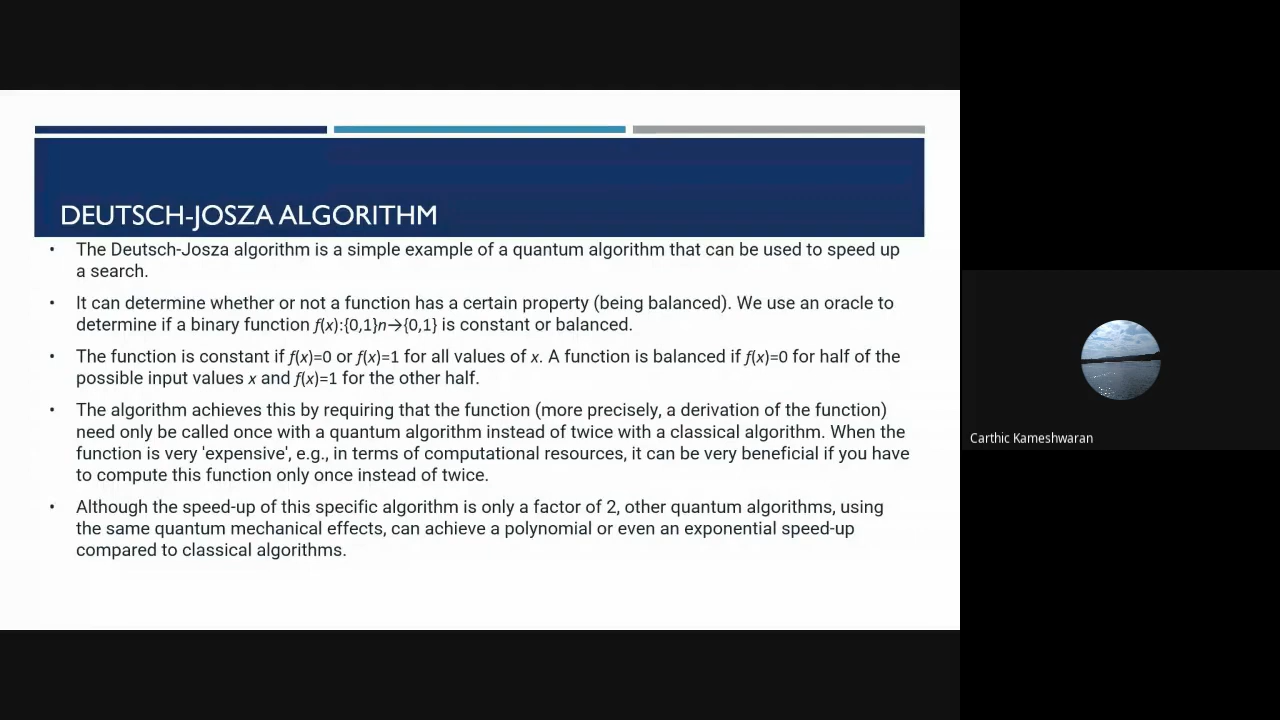 DEUTSCH-JOSZA ALGORITHM
• The Deutsch-Josza algorithm is a simple example of a quantum algorithm that can be used to speed up
a search.
• It can determine whether or not a function has a certain property (being balanced). We use an oracle to
determine if a binary function f(x):{0,1}n→{0,1} is constant or balanced.
• The function is constant if f(x)=0 or f(x)=1 for all values of x. A function is balanced if f(x)=0 for half of the
possible input values x and f(x)=1 for the other half.
• The algorithm achieves this by requiring that the function (more precisely, a derivation of the function)
need only be called once with a quantum algorithm instead of twice with a classical algorithm. When the
function is very 'expensive', e.g., in terms of computational resources, it can be very beneficial if you have
to compute this function only once instead of twice.
• Although the speed-up of this specific algorithm is only a factor of 2, other quantum algorithms, using
the same quantum mechanical effects, can achieve a polynomial or even an exponential speed-up
compared to classical algorithms.
Carthic Kameshwaran